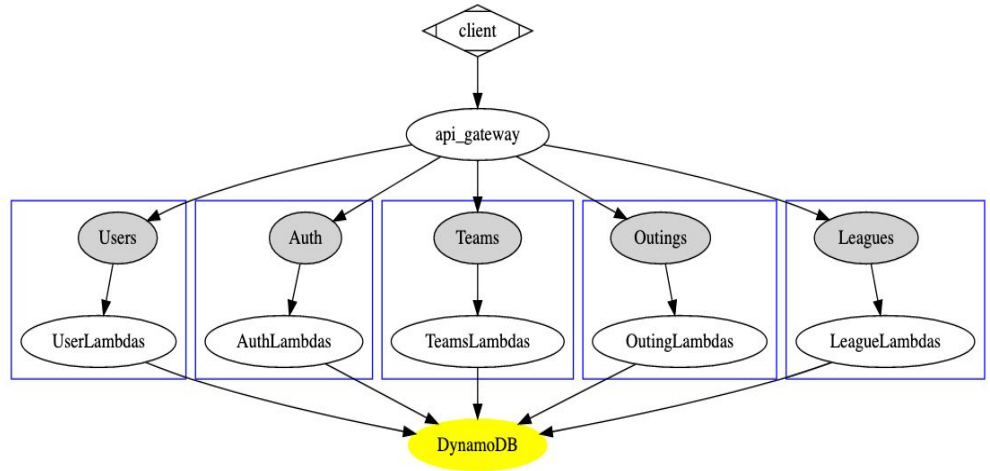 client
api_gateway
Users
Auth
Teams
Outings
Leagues
UserLambdas
AuthLambdas
TeamsLambdas
OutingLambdas
LeagueLambdas
DynamoDB